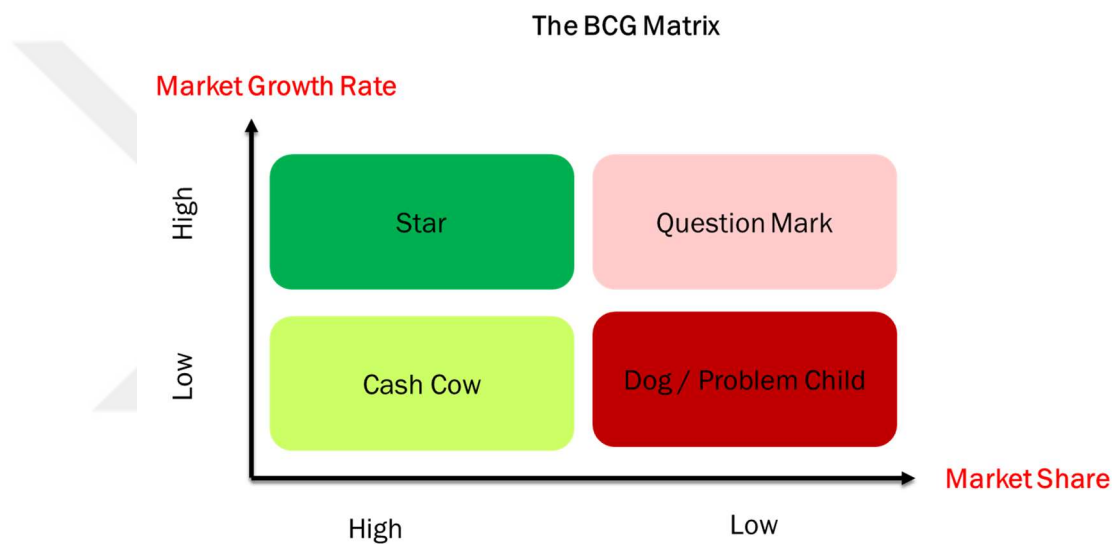 The BCG Matrix
Market Growth Rate
High
Star
Question Mark
Low
Cash Cow
Dog / Problem Child
Market Share
High
Low